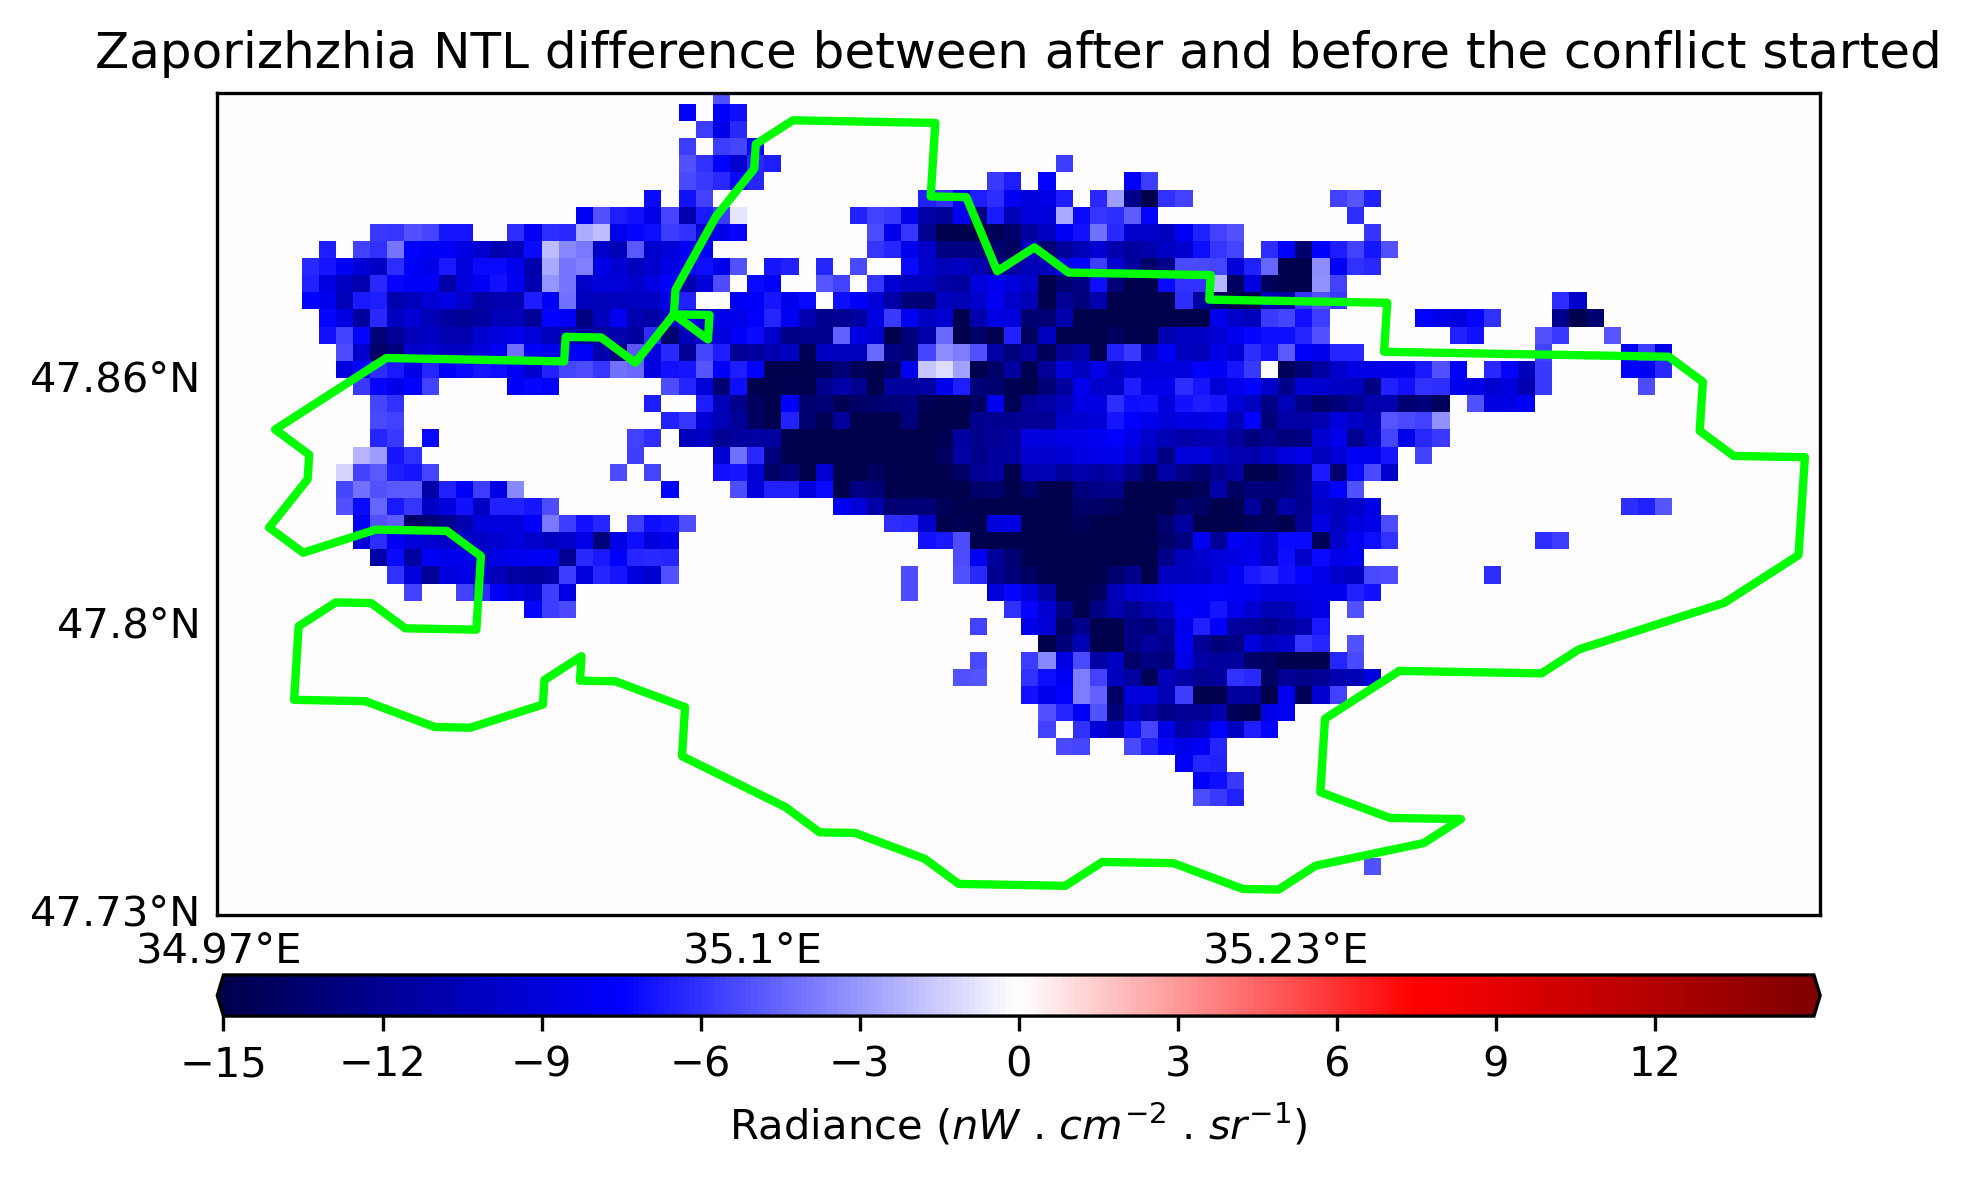 Zaporizhzhia NTL difference between after and before the conflict started
47.86°N
47.8°N
47.73°N
34.97°E 35.1°E 35.23°E
−15 −12 −9 −6 −3 0 3 6 9 12
Radiance (nW . cm⁻² . sr⁻¹)